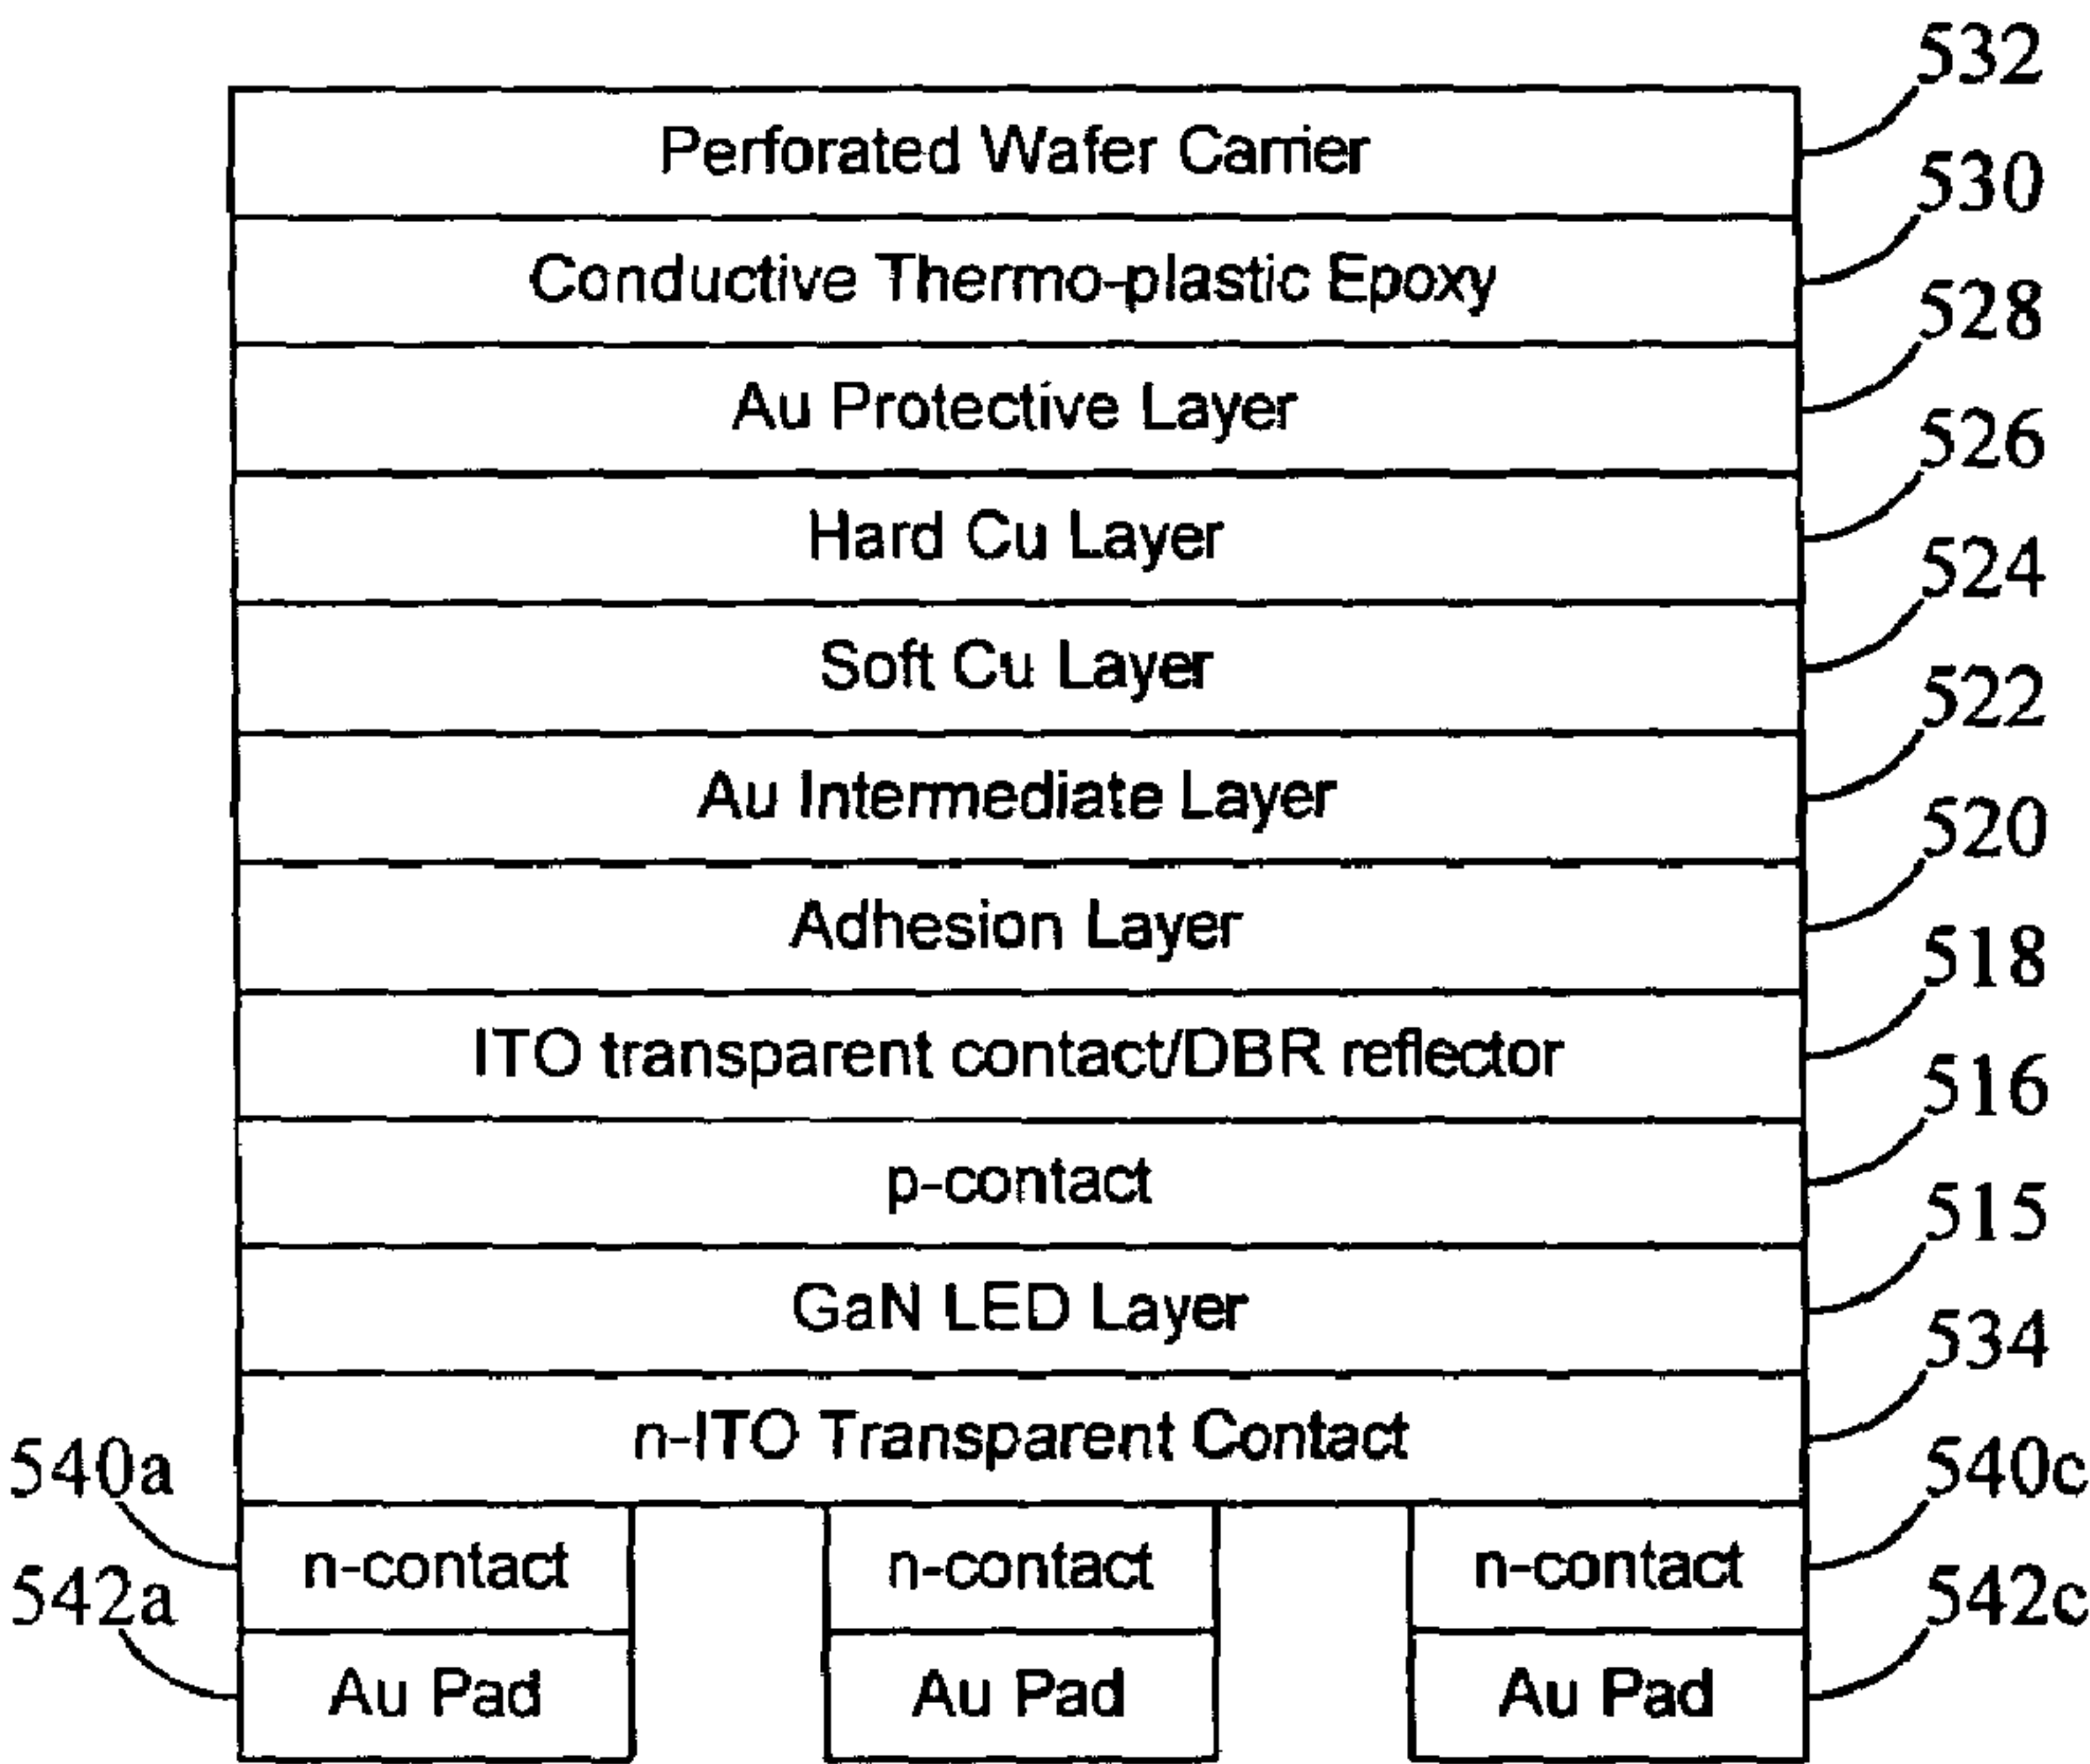 532
Perforated Wafer Carrier
530
Conductive Thermo-plastic Epoxy
528
Au Protective Layer
526
Hard Cu Layer
524
Soft Cu Layer
522
Au Intermediate Layer
520
Adhesion Layer
518
ITO transparent contact/DBR reflector
516
p-contact
515
GaN LED Layer
534
n-ITO Transparent Contact
540a
540c
n-contact n-contact n-contact
542a
542c
Au Pad Au Pad Au Pad